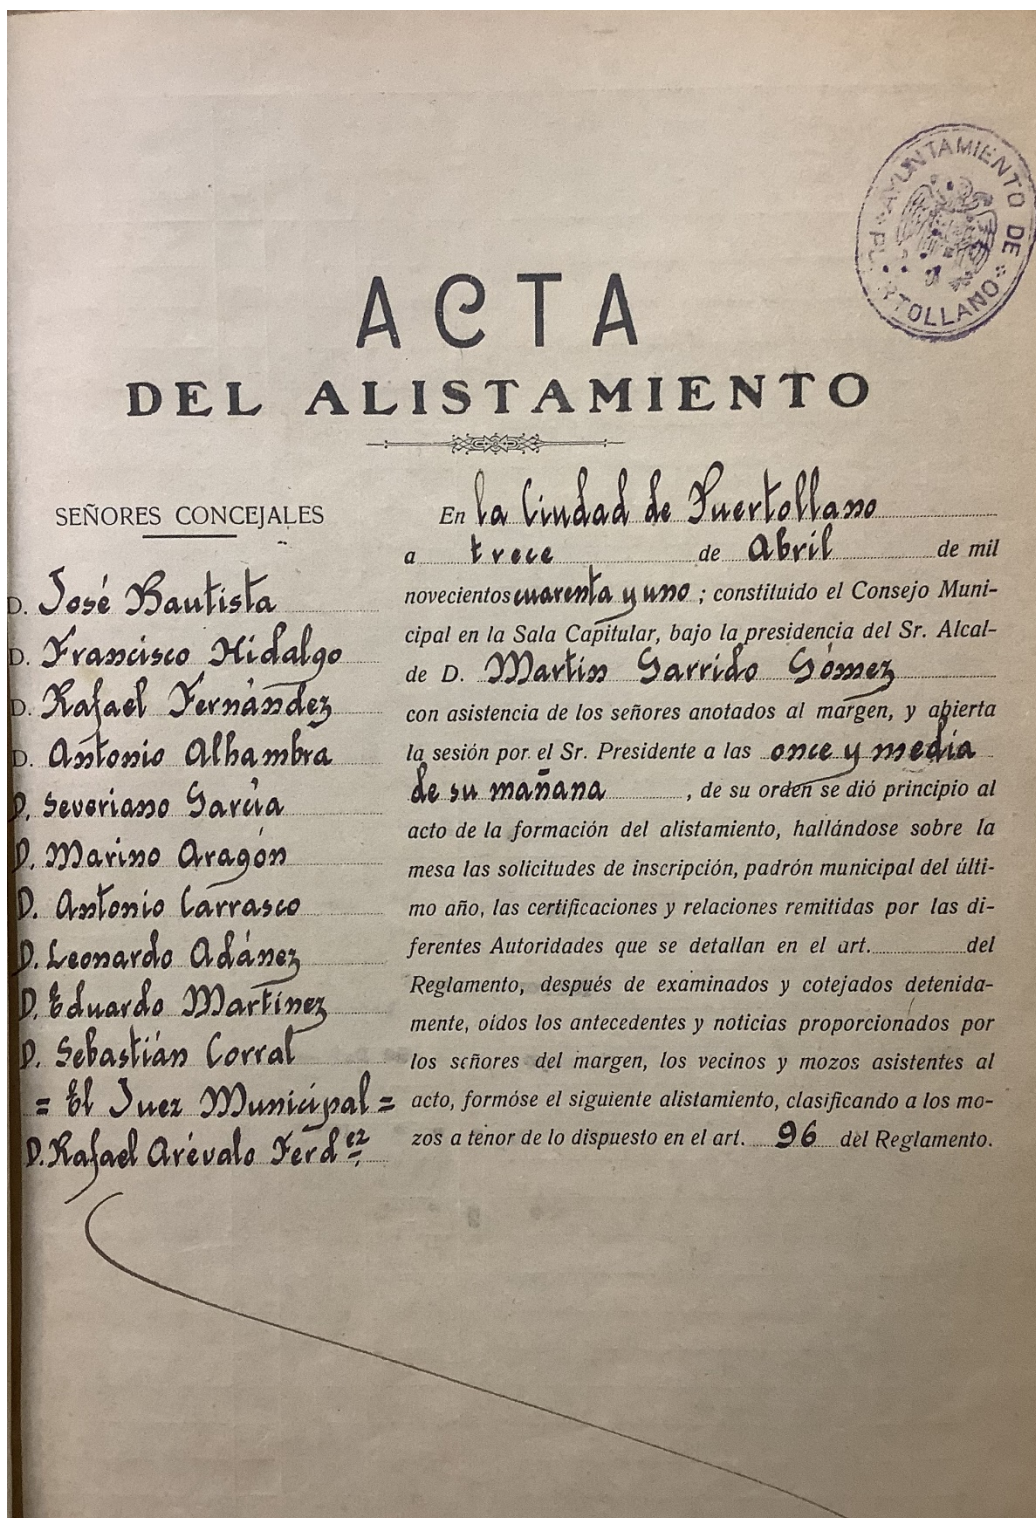 AYUNTAMIENTO DE
PUERTOLLANO
ACTA
DEL ALISTAMIENTO
SEÑORES CONCEJALES
D. José Bautista
D. Francisco Hidalgo
D. Rafael Fernández
D. Antonio Alhambra
D. Severiano García
D. Marino Aragón
D. Antonio Carrasco
D. Leonardo Adánez
D. Eduardo Martínez
D. Sebastián Corral
= El Juez Municipal =
D. Rafael Arévalo Ferdez
En la Ciudad de Puertollano
a trece de Abril de mil
novecientos cuarenta y uno; constituido el Consejo Muni-
cipal en la Sala Capitular, bajo la presidencia del Sr. Alcal-
de D. Martín Garrido Gómez
con asistencia de los señores anotados al margen, y abierta
la sesión por el Sr. Presidente a las once y media
de su mañana, de su orden se dió principio al
acto de la formación del alistamiento, hallándose sobre la
mesa las solicitudes de inscripción, padrón municipal del últi-
mo año, las certificaciones y relaciones remitidas por las di-
ferentes Autoridades que se detallan en el art. del
Reglamento, después de examinados y cotejados detenida-
mente, oídos los antecedentes y noticias proporcionados por
los señores del margen, los vecinos y mozos asistentes al
acto, formóse el siguiente alistamiento, clasificando a los mo-
zos a tenor de lo dispuesto en el art. 96 del Reglamento.